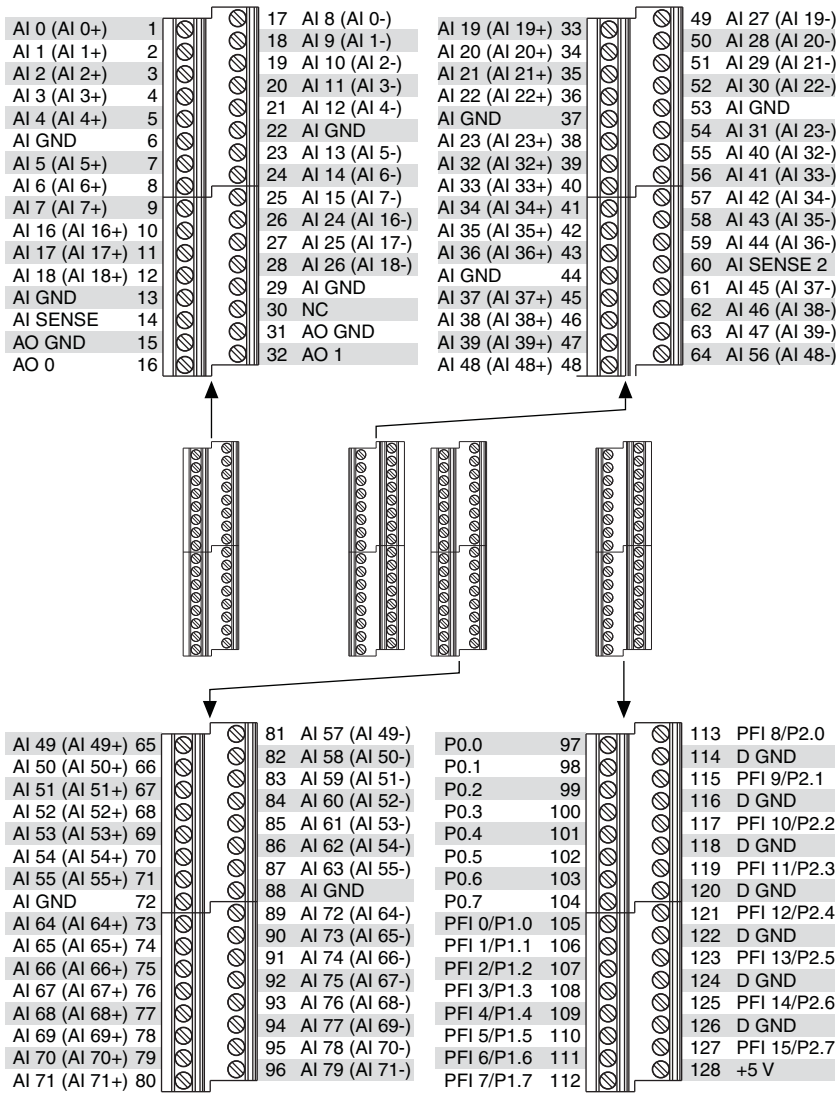 AI 0 (AI 0+) 1
AI 1 (AI 1+) 2
AI 2 (AI 2+) 3
AI 3 (AI 3+) 4
AI 4 (AI 4+) 5
AI GND 6
AI 5 (AI 5+) 7
AI 6 (AI 6+) 8
AI 7 (AI 7+) 9
AI 16 (AI 16+) 10
AI 17 (AI 17+) 11
AI 18 (AI 18+) 12
AI GND 13
AI SENSE 14
AO GND 15
AO 0 16
17 AI 8 (AI 0-)
18 AI 9 (AI 1-)
19 AI 10 (AI 2-)
20 AI 11 (AI 3-)
21 AI 12 (AI 4-)
22 AI GND
23 AI 13 (AI 5-)
24 AI 14 (AI 6-)
25 AI 15 (AI 7-)
26 AI 24 (AI 16-)
27 AI 25 (AI 17-)
28 AI 26 (AI 18-)
29 AI GND
30 NC
31 AO GND
32 AO 1
AI 19 (AI 19+) 33
AI 20 (AI 20+) 34
AI 21 (AI 21+) 35
AI 22 (AI 22+) 36
AI GND 37
AI 23 (AI 23+) 38
AI 32 (AI 32+) 39
AI 33 (AI 33+) 40
AI 34 (AI 34+) 41
AI 35 (AI 35+) 42
AI 36 (AI 36+) 43
AI GND 44
AI 37 (AI 37+) 45
AI 38 (AI 38+) 46
AI 39 (AI 39+) 47
AI 48 (AI 48+) 48
49 AI 27 (AI 19-)
50 AI 28 (AI 20-)
51 AI 29 (AI 21-)
52 AI 30 (AI 22-)
53 AI GND
54 AI 31 (AI 23-)
55 AI 40 (AI 32-)
56 AI 41 (AI 33-)
57 AI 42 (AI 34-)
58 AI 43 (AI 35-)
59 AI 44 (AI 36-)
60 AI SENSE 2
61 AI 45 (AI 37-)
62 AI 46 (AI 38-)
63 AI 47 (AI 39-)
64 AI 56 (AI 48-)
AI 49 (AI 49+) 65
AI 50 (AI 50+) 66
AI 51 (AI 51+) 67
AI 52 (AI 52+) 68
AI 53 (AI 53+) 69
AI 54 (AI 54+) 70
AI 55 (AI 55+) 71
AI GND 72
AI 64 (AI 64+) 73
AI 65 (AI 65+) 74
AI 66 (AI 66+) 75
AI 67 (AI 67+) 76
AI 68 (AI 68+) 77
AI 69 (AI 69+) 78
AI 70 (AI 70+) 79
AI 71 (AI 71+) 80
81 AI 57 (AI 49-)
82 AI 58 (AI 50-)
83 AI 59 (AI 51-)
84 AI 60 (AI 52-)
85 AI 61 (AI 53-)
86 AI 62 (AI 54-)
87 AI 63 (AI 55-)
88 AI GND
89 AI 72 (AI 64-)
90 AI 73 (AI 65-)
91 AI 74 (AI 66-)
92 AI 75 (AI 67-)
93 AI 76 (AI 68-)
94 AI 77 (AI 69-)
95 AI 78 (AI 70-)
96 AI 79 (AI 71-)
P0.0 97
P0.1 98
P0.2 99
P0.3 100
P0.4 101
P0.5 102
P0.6 103
P0.7 104
PFI 0/P1.0 105
PFI 1/P1.1 106
PFI 2/P1.2 107
PFI 3/P1.3 108
PFI 4/P1.4 109
PFI 5/P1.5 110
PFI 6/P1.6 111
PFI 7/P1.7 112
113 PFI 8/P2.0
114 D GND
115 PFI 9/P2.1
116 D GND
117 PFI 10/P2.2
118 D GND
119 PFI 11/P2.3
120 D GND
121 PFI 12/P2.4
122 D GND
123 PFI 13/P2.5
124 D GND
125 PFI 14/P2.6
126 D GND
127 PFI 15/P2.7
128 +5 V